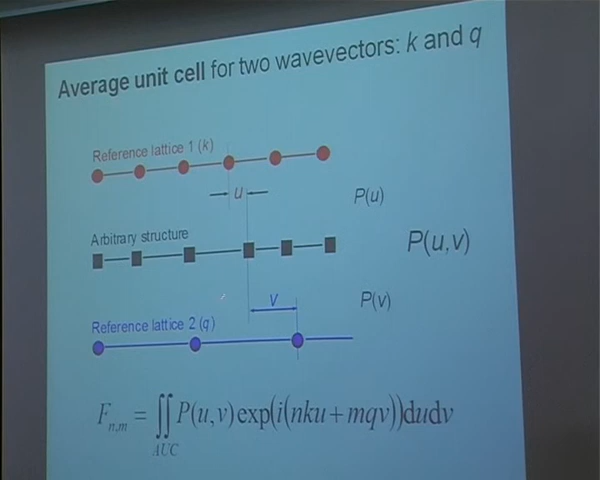 Average unit cell for two wavevectors: k and q
Reference lattice 1 (k)
u
P(u)
Arbitrary structure
P(u,v)
v
P(v)
Reference lattice 2 (q)
F_{n,m} = ∬_{AUC} P(u,v)exp(i(nku+mqv))dudv